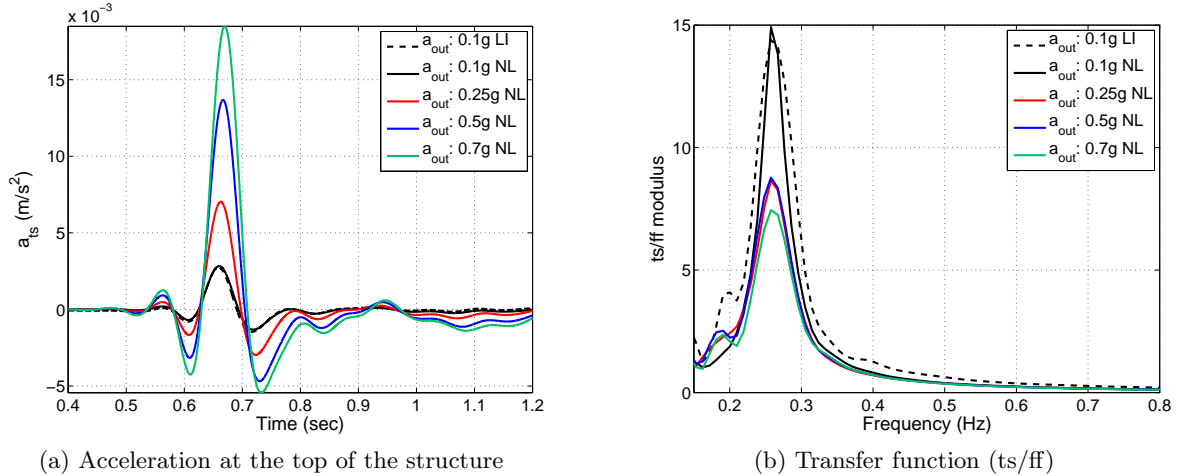 x 10⁻³
15
10
5
0
−5
0.4 0.5 0.6 0.7 0.8 0.9 1 1.1 1.2
Time (sec)
a_ts (m/s²)
a_out: 0.1g LI
a_out: 0.1g NL
a_out: 0.25g NL
a_out: 0.5g NL
a_out: 0.7g NL
(a) Acceleration at the top of the structure
15
10
5
0
0.2 0.3 0.4 0.5 0.6 0.7 0.8
Frequency (Hz)
ts/ff modulus
a_out: 0.1g LI
a_out: 0.1g NL
a_out: 0.25g NL
a_out: 0.5g NL
a_out: 0.7g NL
(b) Transfer function (ts/ff)